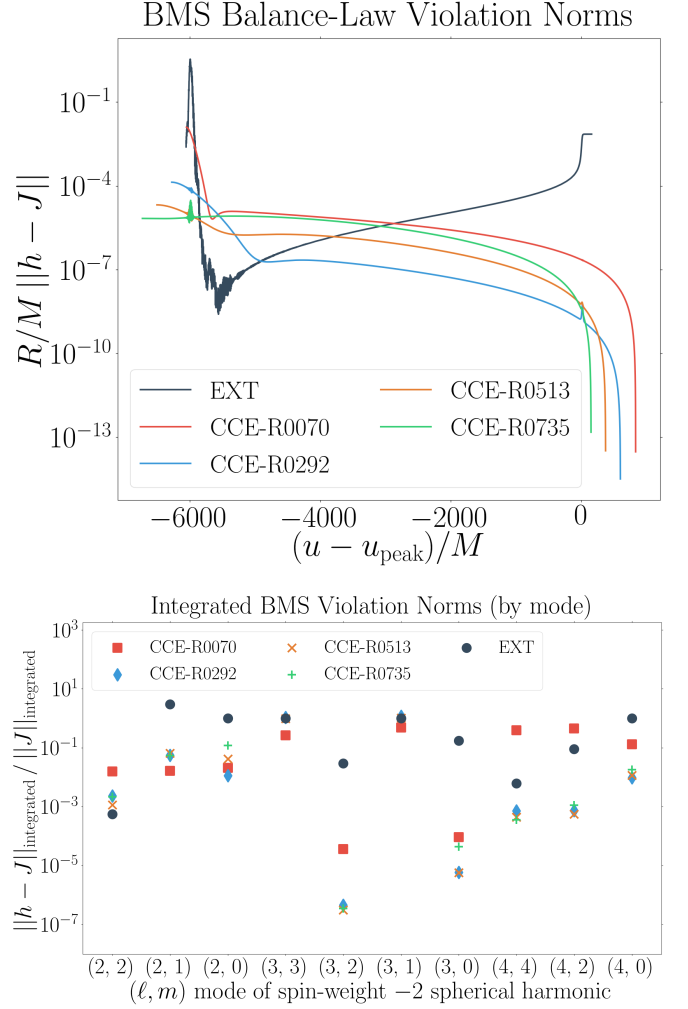 BMS Balance-Law Violation Norms
R/M ||h − J||
10⁻¹
10⁻⁴
10⁻⁷
10⁻¹⁰
10⁻¹³
EXT
CCE-R0070
CCE-R0292
CCE-R0513
CCE-R0735
−6000 −4000 −2000 0
(u − u_peak)/M
Integrated BMS Violation Norms (by mode)
||h − J||_integrated / ||J||_integrated
10³
10¹
10⁻¹
10⁻³
10⁻⁵
10⁻⁷
CCE-R0070 CCE-R0513 EXT
CCE-R0292 CCE-R0735
(2, 2) (2, 1) (2, 0) (3, 3) (3, 2) (3, 1) (3, 0) (4, 4) (4, 2) (4, 0)
(ℓ, m) mode of spin-weight −2 spherical harmonic